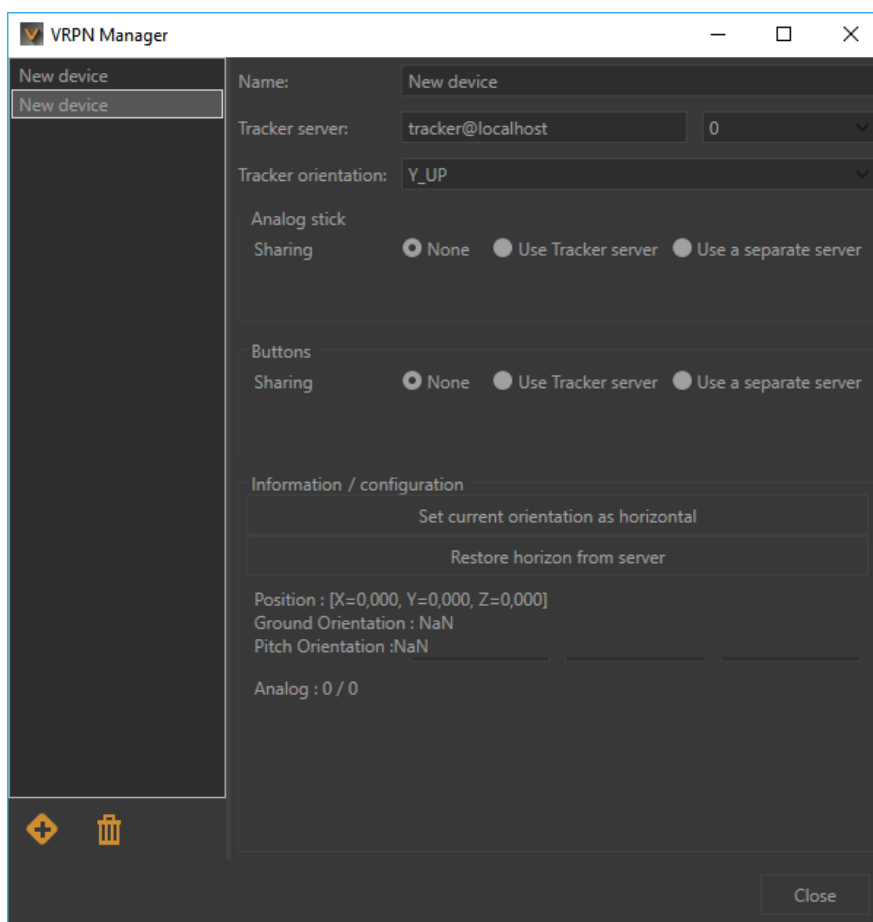 VRPN Manager
New device
New device
Name: New device
Tracker server: tracker@localhost 0
Tracker orientation: Y_UP
Analog stick
Sharing None Use Tracker server Use a separate server
Buttons
Sharing None Use Tracker server Use a separate server
Information / configuration
Set current orientation as horizontal
Restore horizon from server
Position : [X=0,000, Y=0,000, Z=0,000]
Ground Orientation : NaN
Pitch Orientation :NaN
Analog : 0 / 0
Close